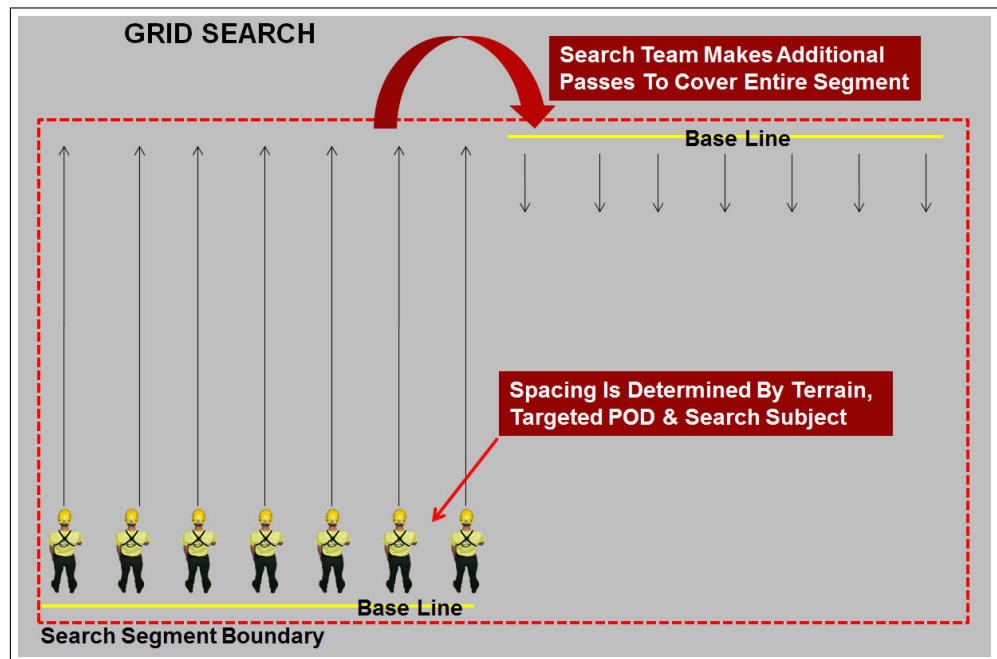 GRID SEARCH
Search Team Makes Additional
Passes To Cover Entire Segment
Base Line
Spacing Is Determined By Terrain,
Targeted POD & Search Subject
Base Line
Search Segment Boundary